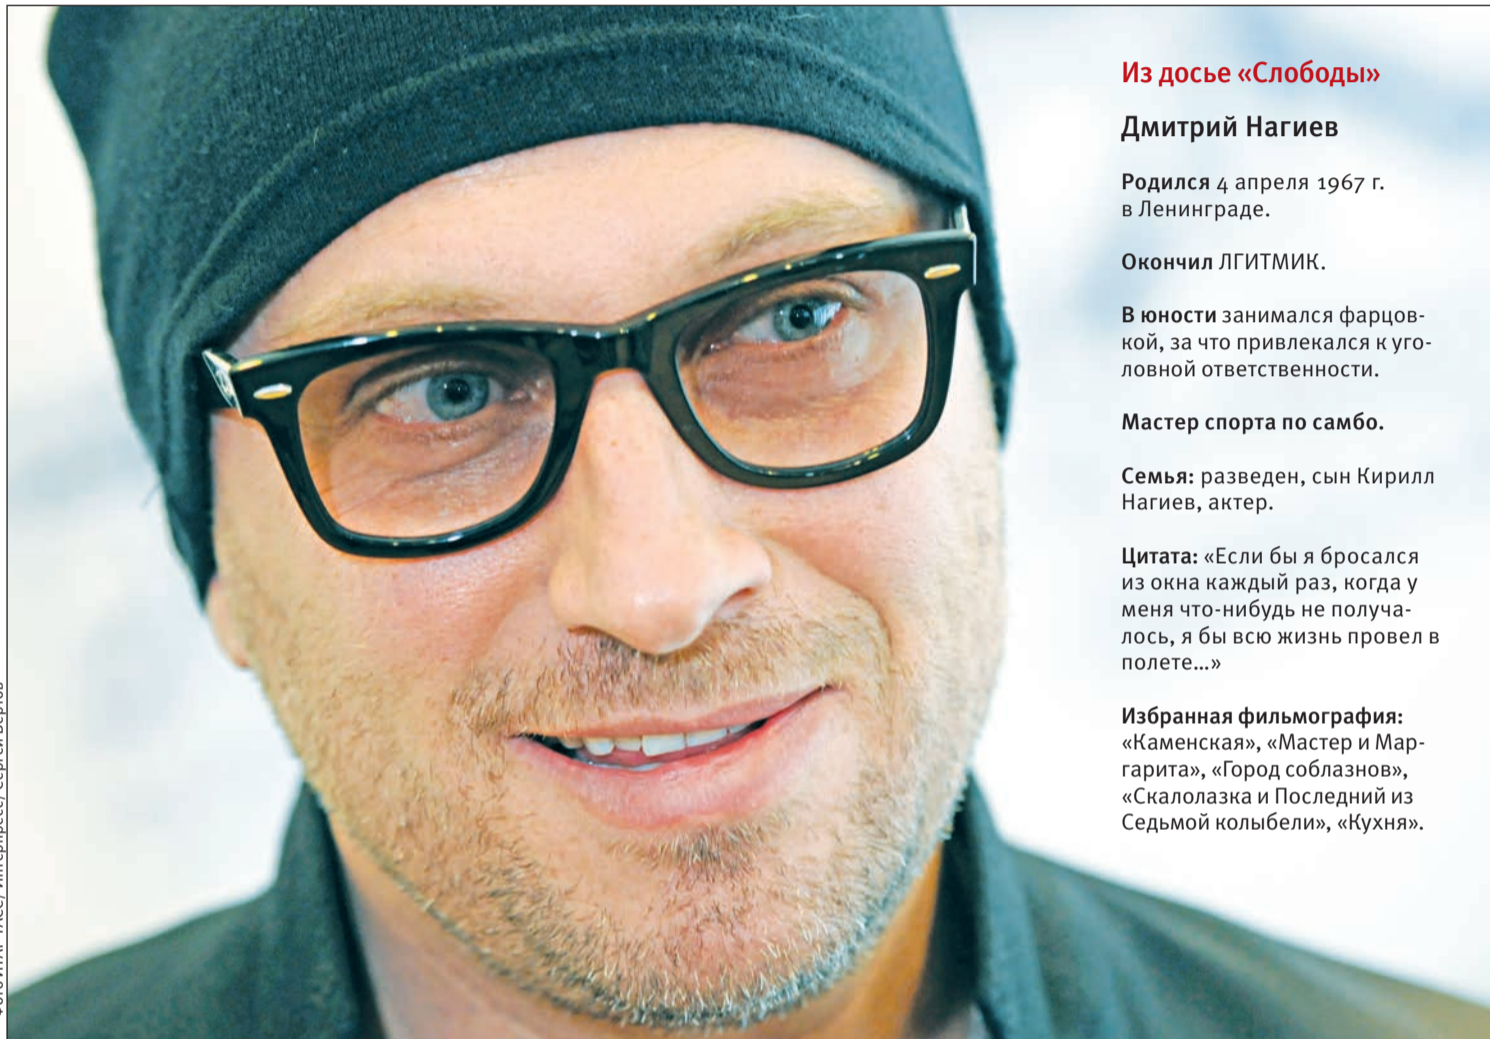 Из досье «Слободы»
Дмитрий Нагиев
Родился 4 апреля 1967 г.
в Ленинграде.
Окончил ЛГИТМИК.
В юности занимался фарцов-
кой, за что привлекался к уго-
ловной ответственности.
Мастер спорта по самбо.
Семья: разведен, сын Кирилл
Нагиев, актер.
Цитата: «Если бы я бросался
из окна каждый раз, когда у
меня что-нибудь не получа-
лось, я бы всю жизнь провел в
полете...»
Избранная фильмография:
«Каменская», «Мастер и Мар-
гарита», «Город соблазнов»,
«Скалолазка и Последний из
Седьмой колыбели», «Кухня».